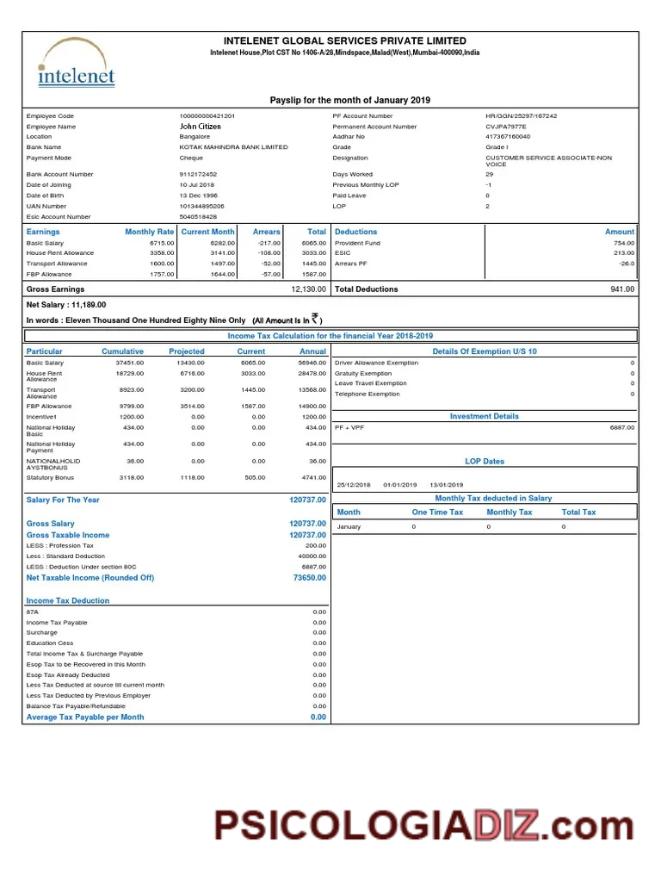 INTELENET GLOBAL SERVICES PRIVATE LIMITED
Intelenet House,Plot CST No 1406-A/28,Mindspace,Malad(West),Mumbai-400090,India
intelenet
Payslip for the month of January 2019
Employee Code 100000000421201 PF Account Number HR/GGN/25297/167242
Employee Name John Citizen Permanent Account Number CVJPA7977E
Location Bangalore Aadhar No 417367160040
Bank Name KOTAK MAHINDRA BANK LIMITED Grade Grade I
Payment Mode Cheque Designation CUSTOMER SERVICE ASSOCIATE-NON
VOICE
Bank Account Number 9112172452 Days Worked 29
Date of Joining 10 Jul 2018 Previous Monthly LOP -1
Date of Birth 13 Dec 1996 Paid Leave 0
UAN Number 101344895206 LOP 2
Esic Account Number 5040518428
Earnings Monthly Rate Current Month Arrears Total Deductions Amount
Basic Salary 6715.00 6282.00 -217.00 6065.00 Provident Fund 754.00
House Rent Allowance 3358.00 3141.00 -108.00 3033.00 ESIC 213.00
Transport Allowance 1600.00 1497.00 -52.00 1445.00 Arrears PF -26.0
FBP Allowance 1757.00 1644.00 -57.00 1587.00
Gross Earnings 12,130.00 Total Deductions 941.00
Net Salary : 11,189.00
In words : Eleven Thousand One Hundred Eighty Nine Only (All Amount Is In ₹ )
Income Tax Calculation for the financial Year 2018-2019
Particular Cumulative Projected Current Annual
Basic Salary 37451.00 13430.00 6065.00 56946.00
House Rent 18729.00 6716.00 3033.00 28478.00
Allowance
Transport 8923.00 3200.00 1445.00 13568.00
Allowance
FBP Allowance 9799.00 3514.00 1587.00 14900.00
Incentive1 1200.00 0.00 0.00 1200.00
National Holiday 434.00 0.00 0.00 434.00
Basic
National Holiday 434.00 0.00 0.00 434.00
Payment
NATIONALHOLID 36.00 0.00 0.00 36.00
AYSTBONUS
Statutory Bonus 3118.00 1118.00 505.00 4741.00
Salary For The Year 120737.00
Gross Salary 120737.00
Gross Taxable Income 120737.00
LESS : Profession Tax 200.00
Less : Standard Deduction 40000.00
LESS : Deduction Under section 80C 6887.00
Net Taxable Income (Rounded Off) 73650.00
Income Tax Deduction
87A 0.00
Income Tax Payable 0.00
Surcharge 0.00
Education Cess 0.00
Total Income Tax & Surcharge Payable 0.00
Esop Tax to be Recovered in this Month 0.00
Esop Tax Already Deducted 0.00
Less Tax Deducted at source till current month 0.00
Less Tax Deducted by Previous Employer 0.00
Balance Tax Payable/Refundable 0.00
Average Tax Payable per Month 0.00
Details Of Exemption U/S 10
Driver Allowance Exemption 0
Gratuity Exemption 0
Leave Travel Exemption 0
Telephone Exemption 0
Investment Details
PF + VPF 6887.00
LOP Dates
25/12/2018 01/01/2019 13/01/2019
Monthly Tax deducted in Salary
Month One Time Tax Monthly Tax Total Tax
January 0 0 0
PSICOLOGIADIZ.com